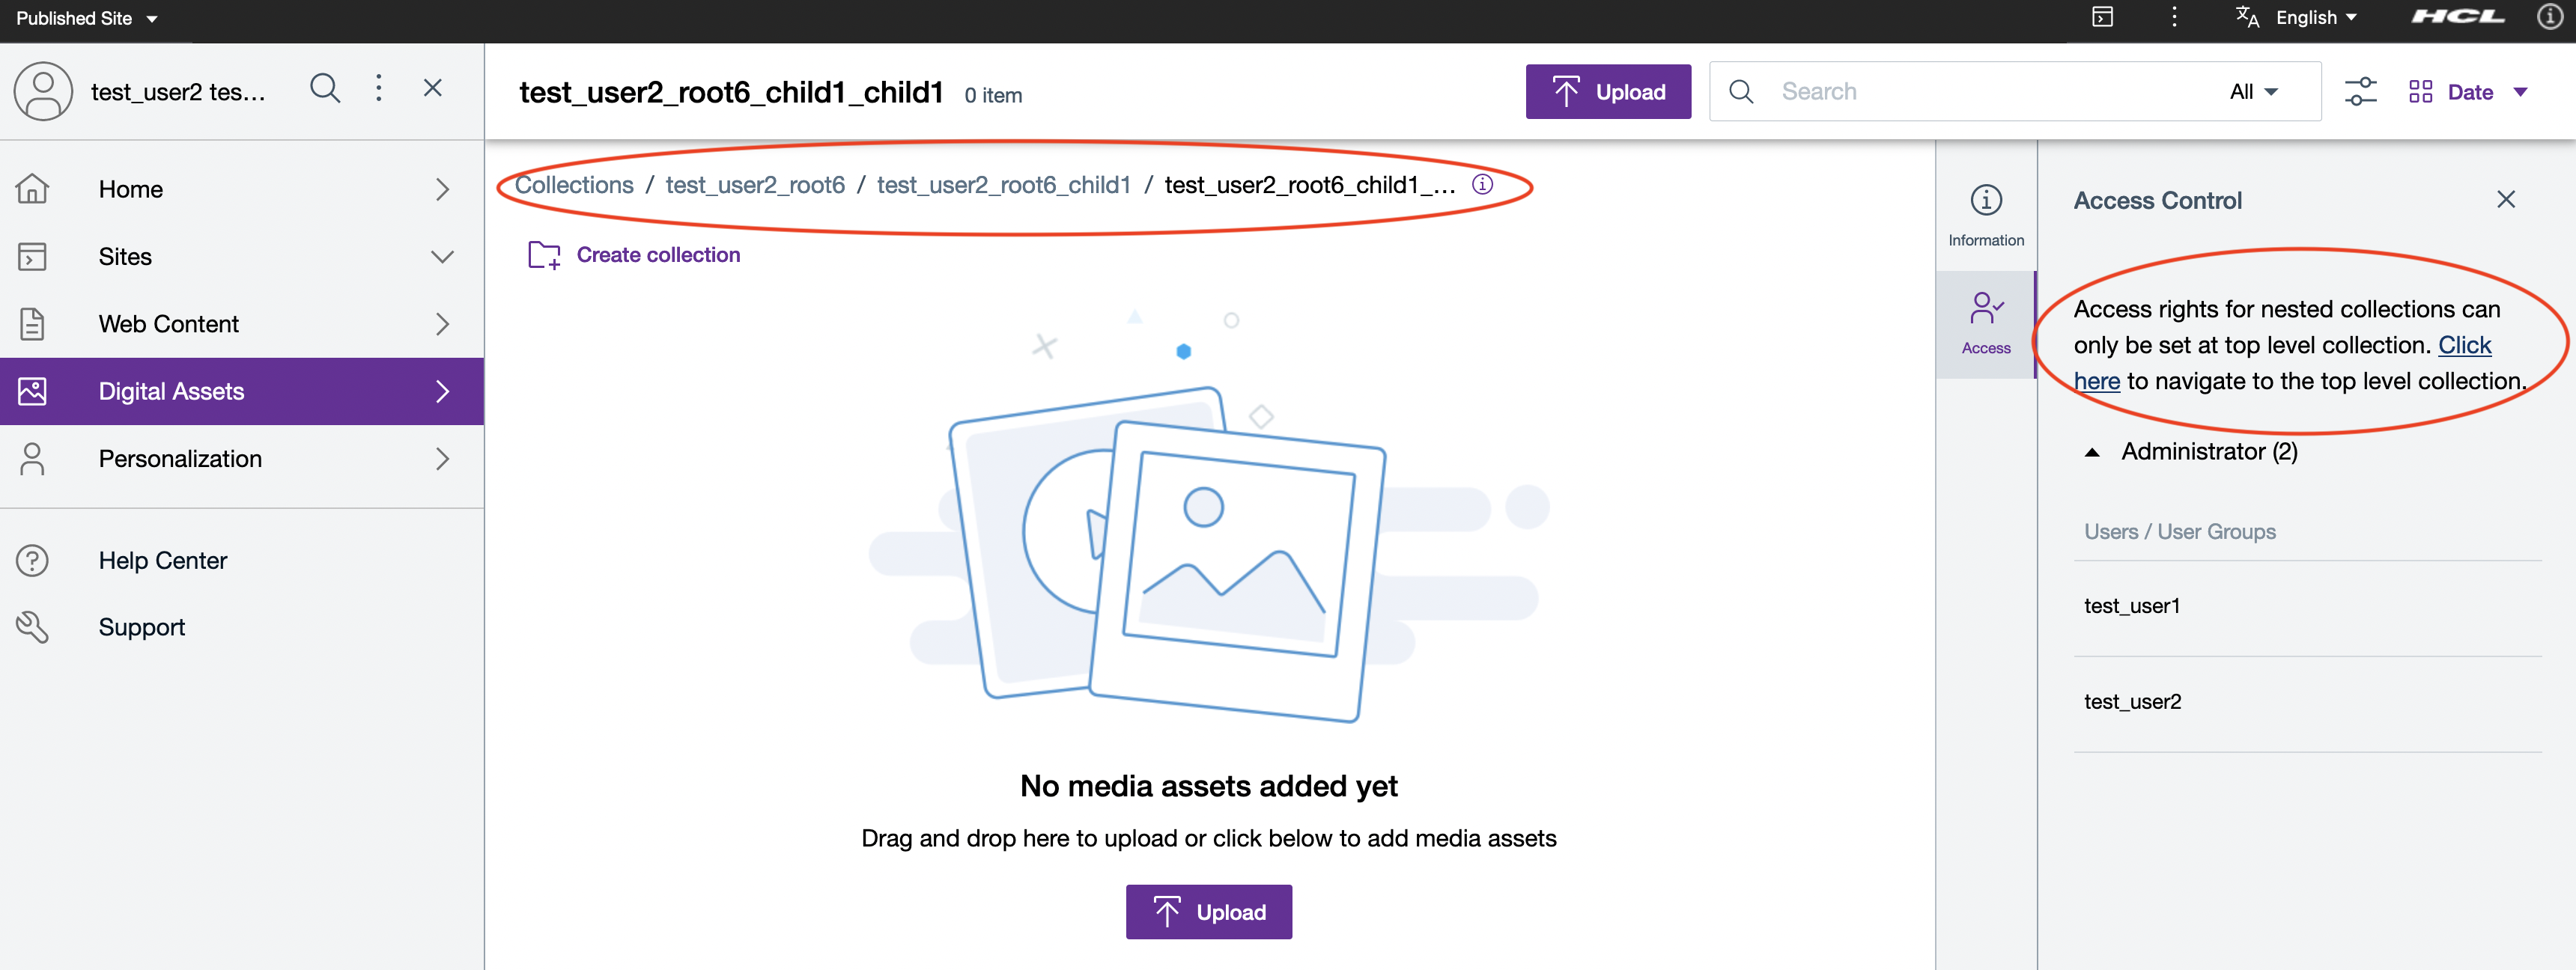 Published Site
English
HCL
test_user2 tes...
test_user2_root6_child1_child1 0 item
Upload
Search
All
Date
Home
Sites
Web Content
Digital Assets
Personalization
Help Center
Support
Collections / test_user2_root6 / test_user2_root6_child1 / test_user2_root6_child1_...
Create collection
No media assets added yet
Drag and drop here to upload or click below to add media assets
Upload
Information
Access
Access Control
Access rights for nested collections can
only be set at top level collection. Click
here to navigate to the top level collection.
Administrator (2)
Users / User Groups
test_user1
test_user2